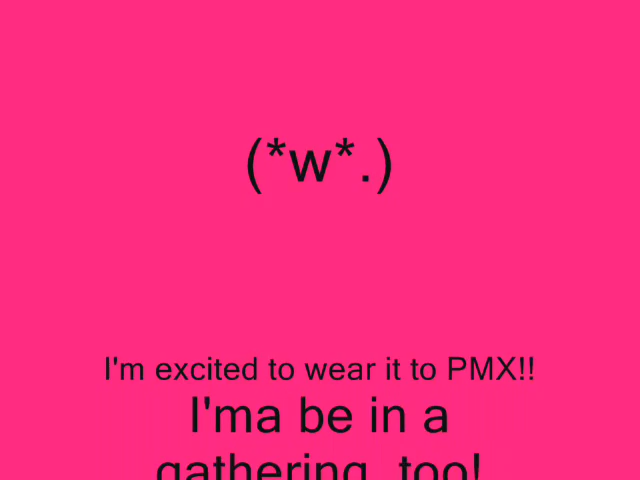 (*w*.)
I'm excited to wear it to PMX!!
I'ma be in a
gathering, too!